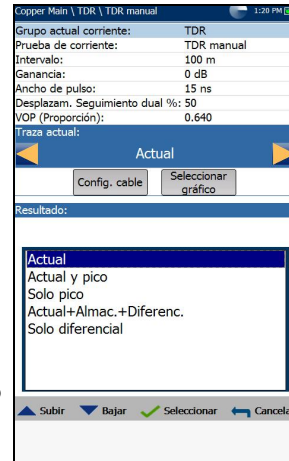 Copper Main \ TDR \ TDR manual 1:20 PM
Grupo actual corriente: TDR
Prueba de corriente: TDR manual
Intervalo: 100 m
Ganancia: 0 dB
Ancho de pulso: 15 ns
Desplazam. Seguimiento dual %: 50
VOP (Proporción): 0.640
Traza actual:
Actual
Config. cable
Seleccionar
gráfico
Resultado:
Actual
Actual y pico
Solo pico
Actual+Almac.+Diferenc.
Solo diferencial
Subir Bajar Seleccionar Cancela